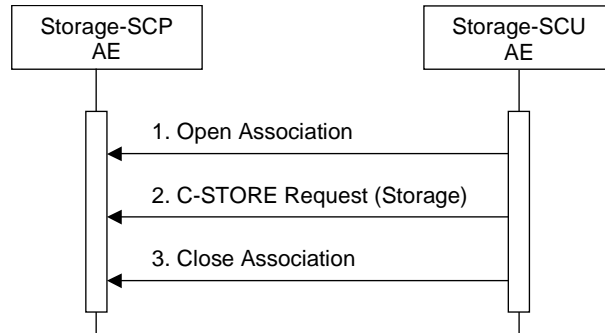 Storage-SCP
AE
Storage-SCU
AE
1. Open Association
2. C-STORE Request (Storage)
3. Close Association